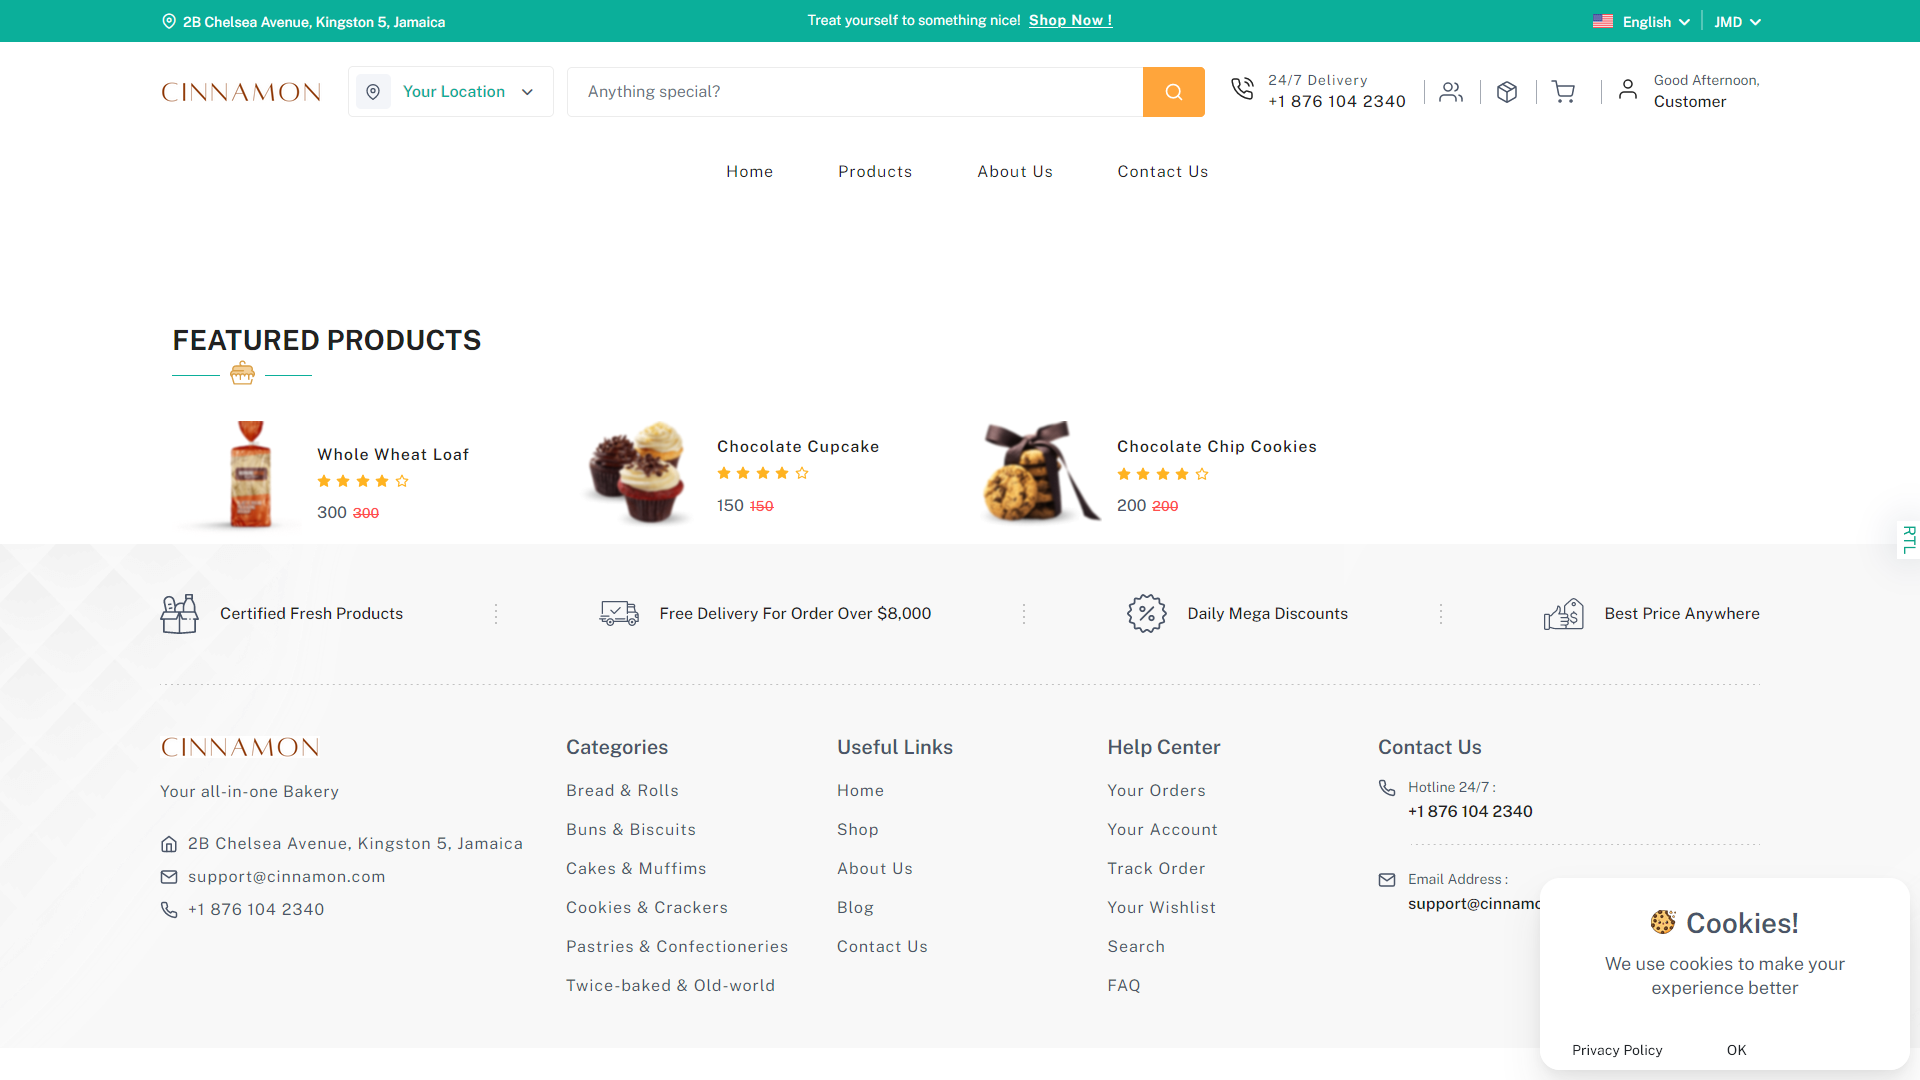 2B Chelsea Avenue, Kingston 5, Jamaica
Treat yourself to something nice! Shop Now !
English
JMD
CINNAMON
Your Location
Anything special?
24/7 Delivery
+1 876 104 2340
Good Afternoon,
Customer
Home
Products
About Us
Contact Us
FEATURED PRODUCTS
Whole Wheat Loaf
300 300
Chocolate Cupcake
150 150
Chocolate Chip Cookies
200 200
RTL
Certified Fresh Products
Free Delivery For Order Over $8,000
Daily Mega Discounts
Best Price Anywhere
CINNAMON
Your all-in-one Bakery
2B Chelsea Avenue, Kingston 5, Jamaica
support@cinnamon.com
+1 876 104 2340
Categories
Bread & Rolls
Buns & Biscuits
Cakes & Muffims
Cookies & Crackers
Pastries & Confectioneries
Twice-baked & Old-world
Useful Links
Home
Shop
About Us
Blog
Contact Us
Help Center
Your Orders
Your Account
Track Order
Your Wishlist
Search
FAQ
Contact Us
Hotline 24/7 :
+1 876 104 2340
Email Address :
support@cinnamo
Cookies!
We use cookies to make your
experience better
Privacy Policy
OK